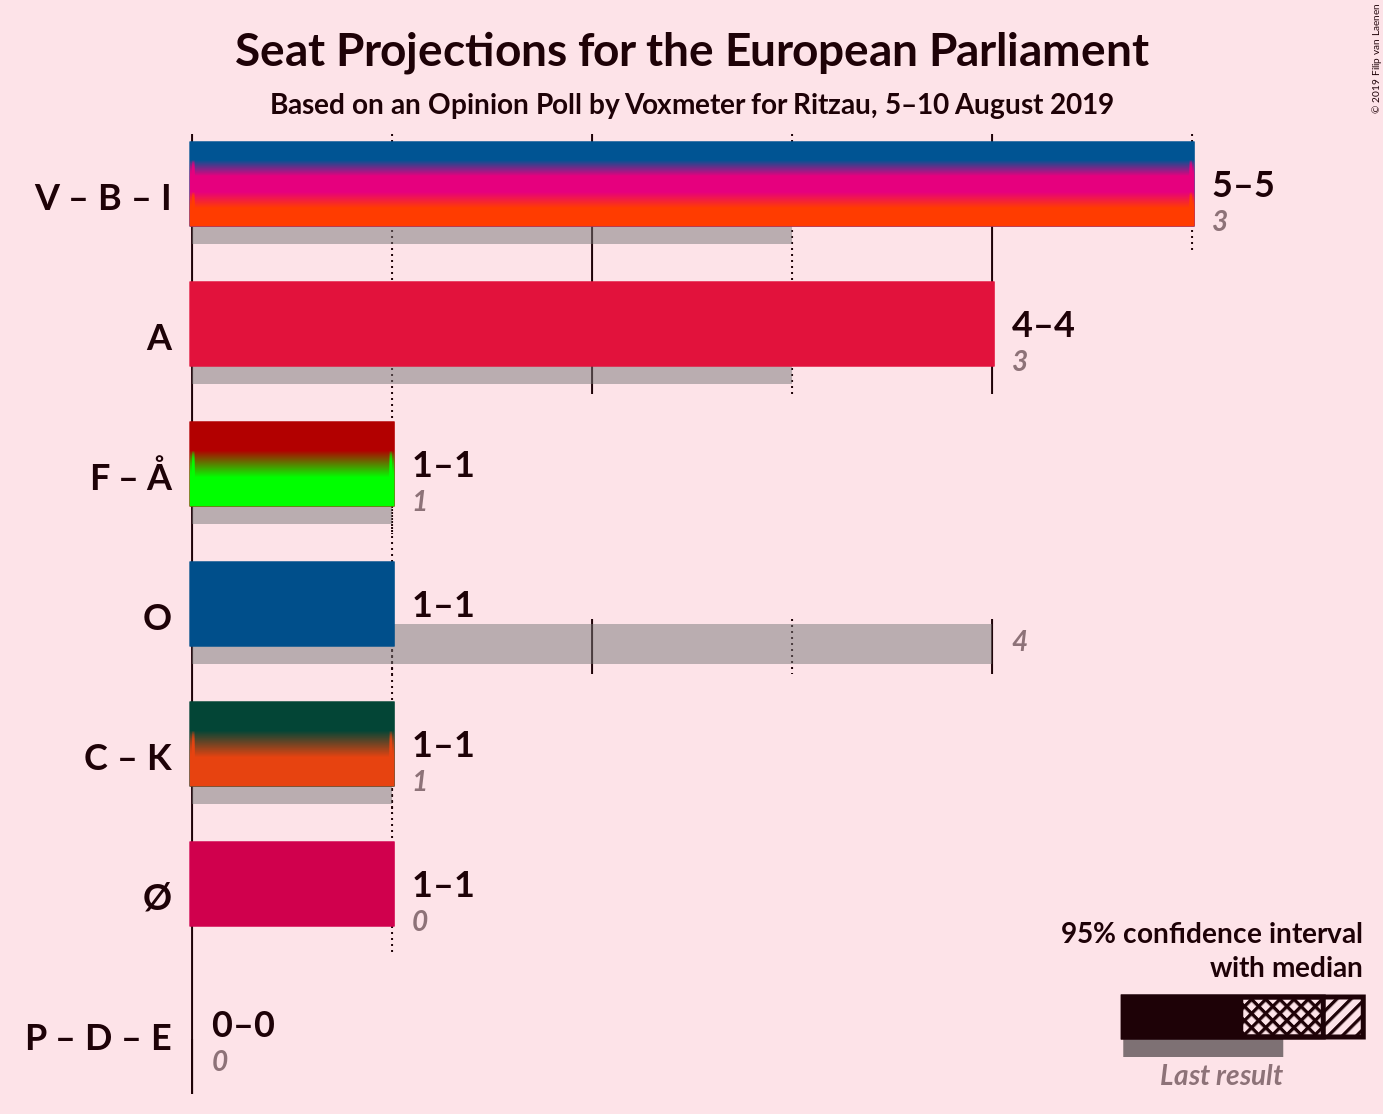 Seat Projections for the European Parliament
Based on an Opinion Poll by Voxmeter for Ritzau, 5–10 August 2019
© 2019 Filip van Laenen
V – B – I
5–5
3
A
4–4
3
F – Å
1–1
1
O
1–1
4
C – K
1–1
1
Ø
1–1
0
P – D – E
0–0
0
95% confidence interval
with median
Last result